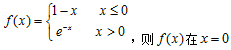 f(x)={1-x  x≤0
e^{-x}  x>0 , 则 f(x)在 x=0